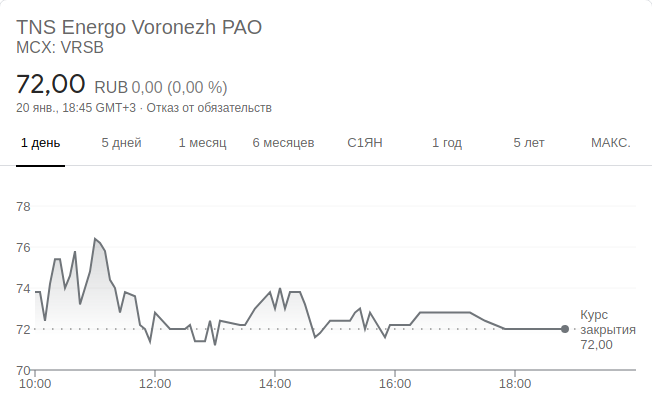 TNS Energo Voronezh PAO
MCX: VRSB
72,00 RUB 0,00 (0,00 %)
20 янв., 18:45 GMT+3 · Отказ от обязательств
1 день 5 дней 1 месяц 6 месяцев С1ЯН 1 год 5 лет МАКС.
78
76
74
72
70
Курс
закрытия
72,00
10:00 12:00 14:00 16:00 18:00